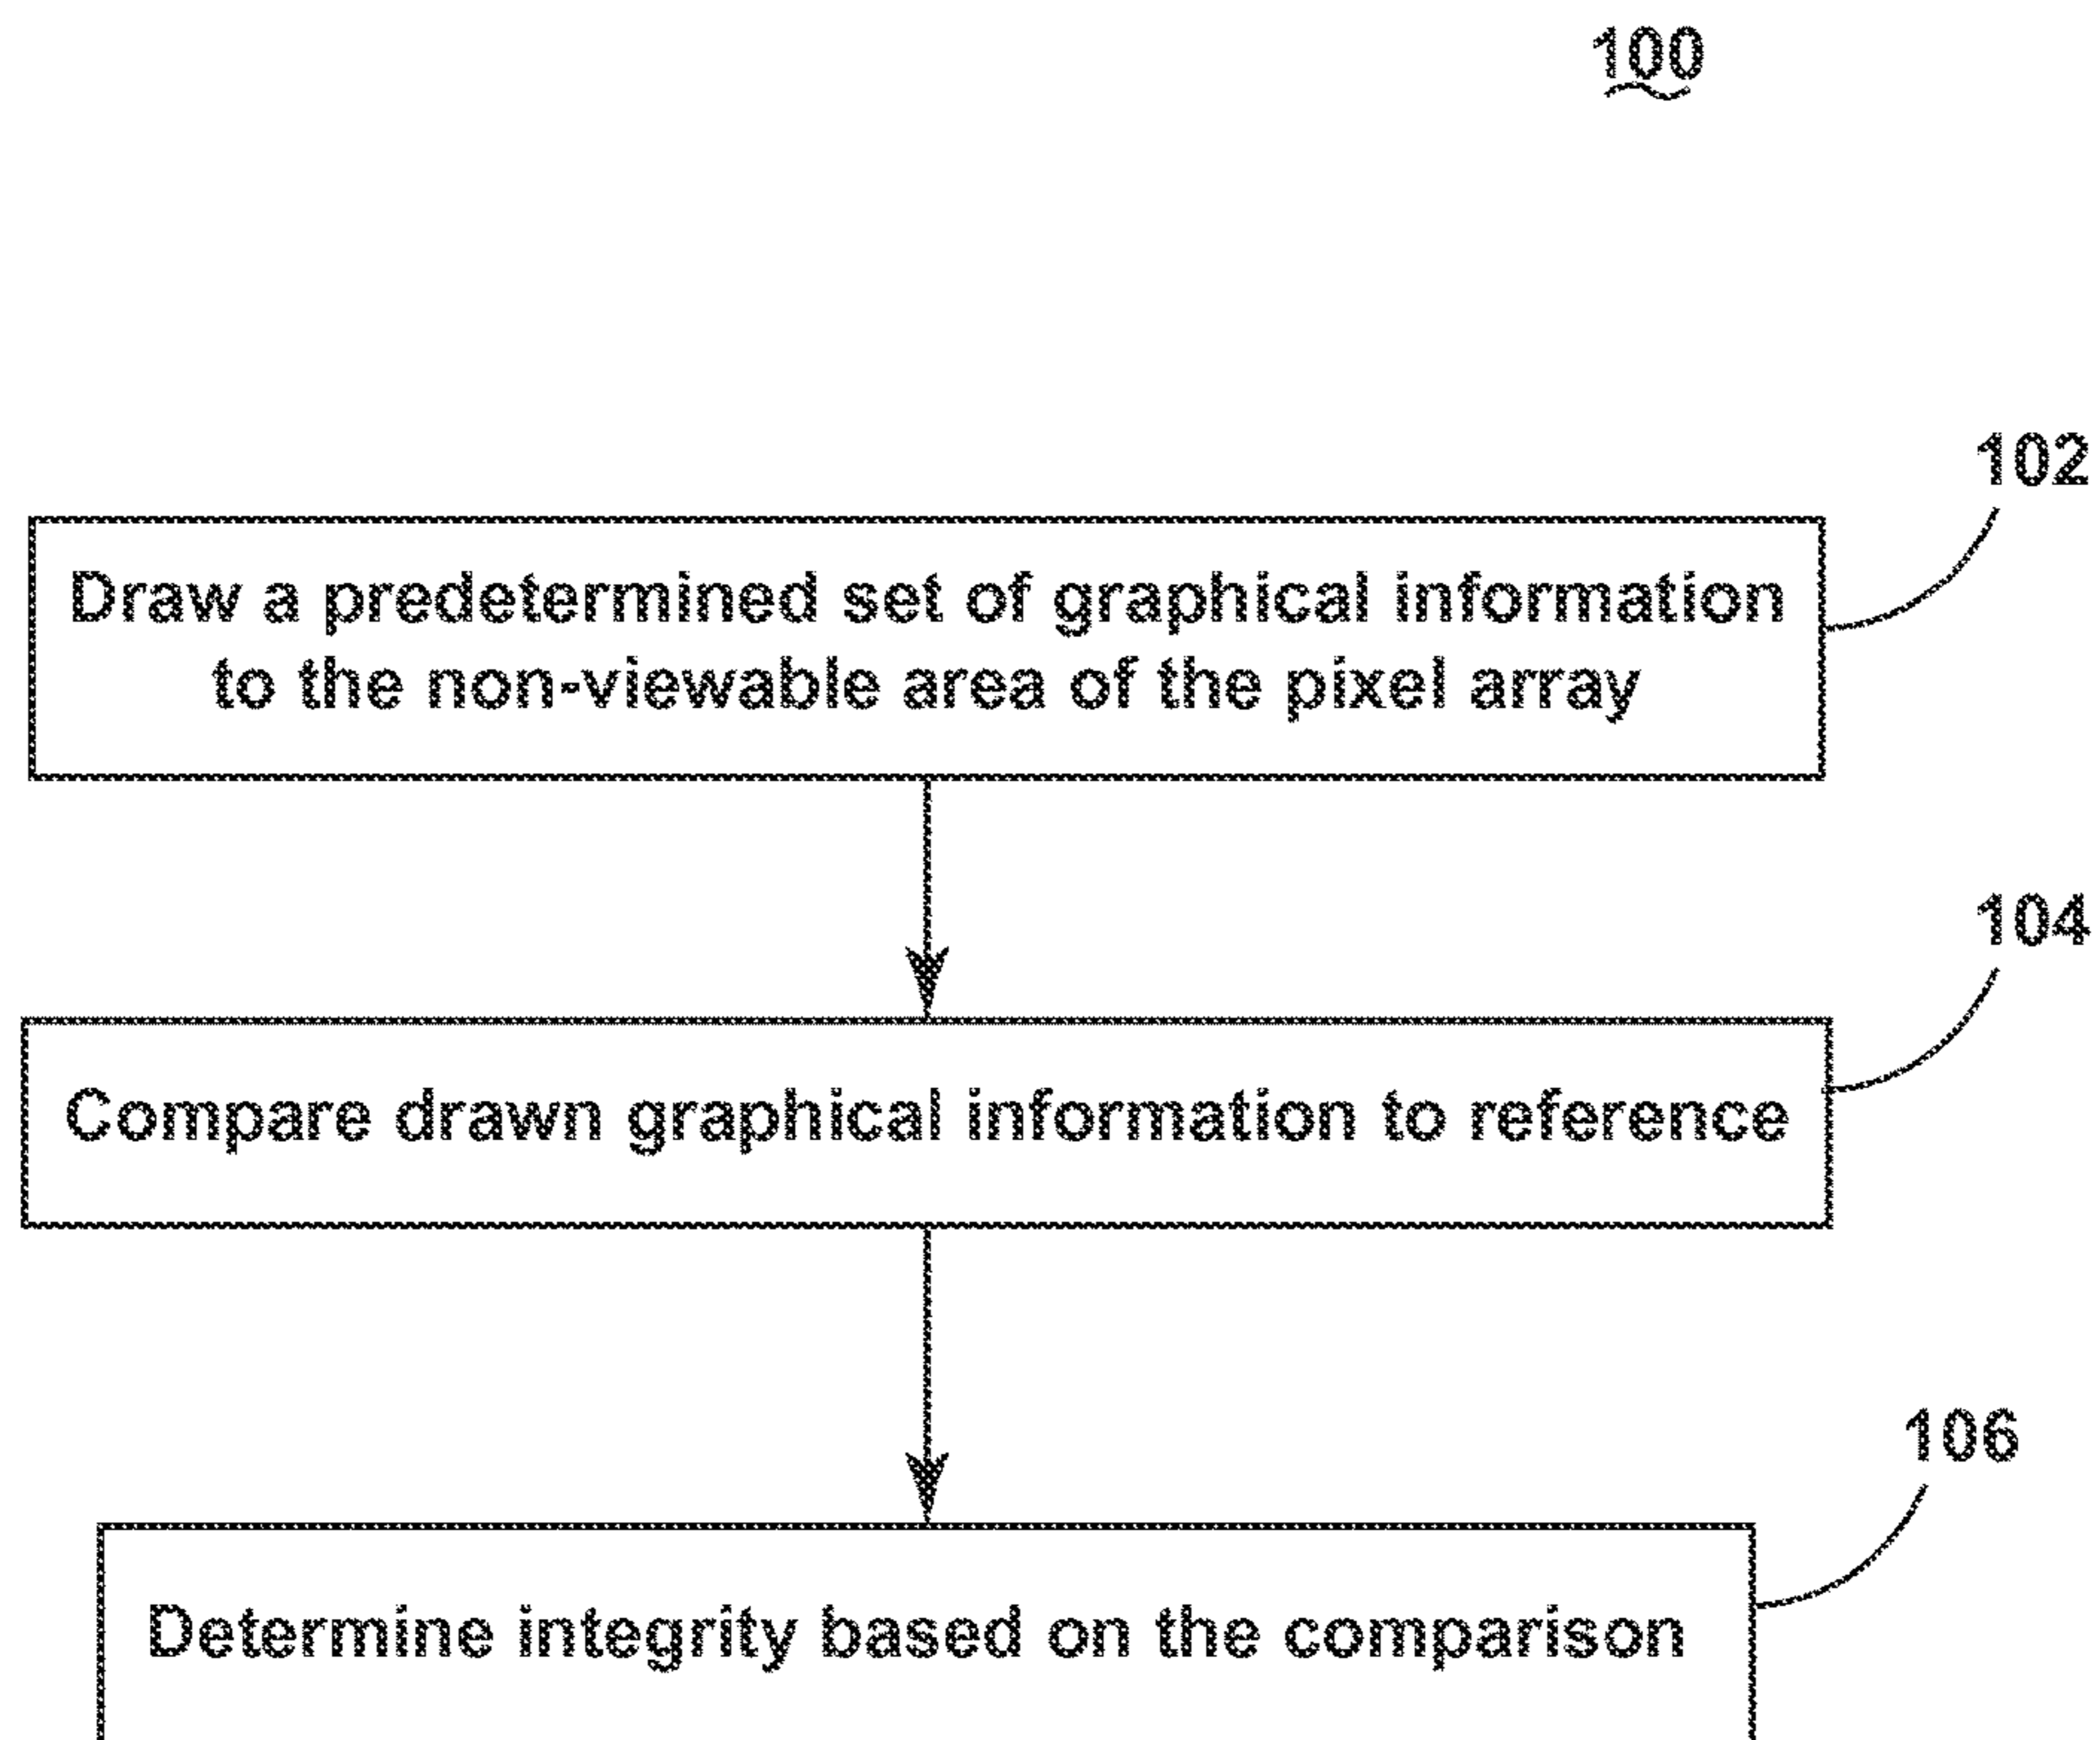 100
102
Draw a predetermined set of graphical information
to the non-viewable area of the pixel array
104
Compare drawn graphical information to reference
106
Determine integrity based on the comparison